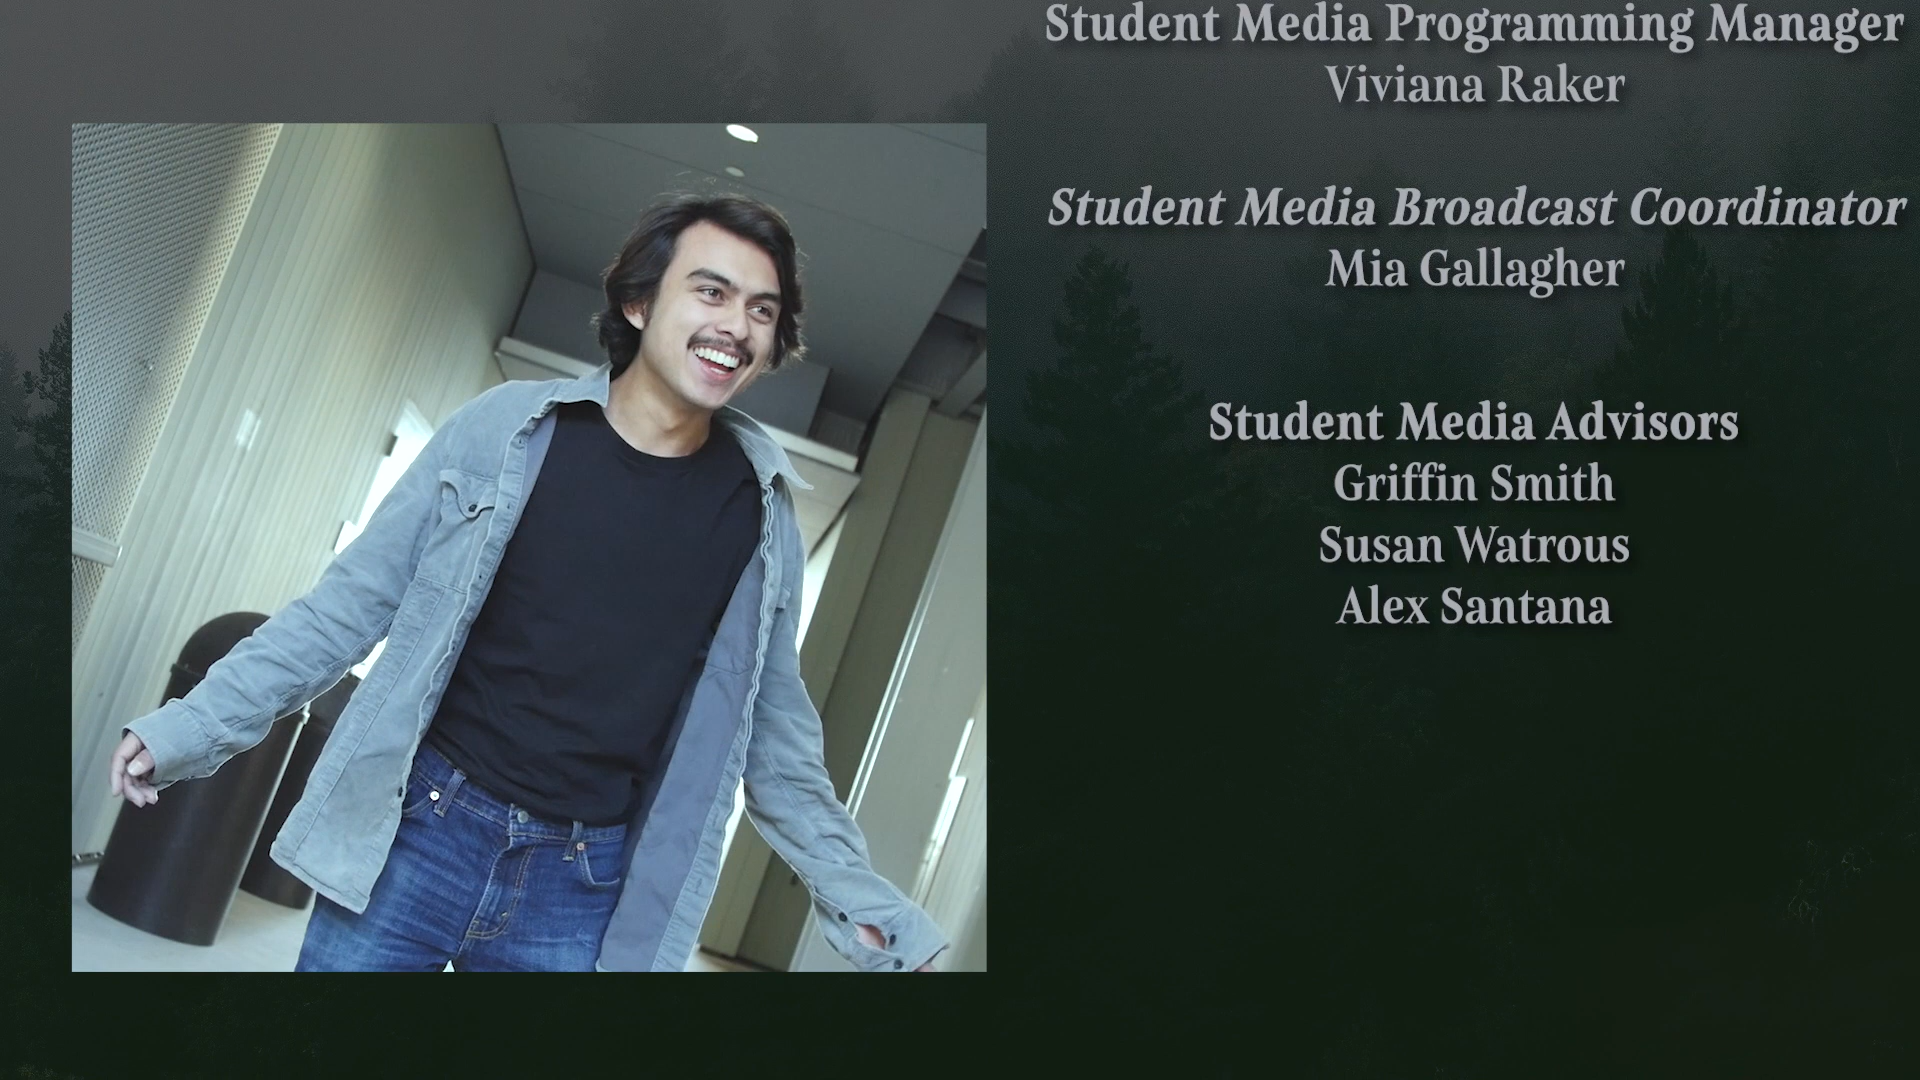 Student Media Programming Manager
Viviana Raker
Student Media Broadcast Coordinator
Mia Gallagher
Student Media Advisors
Griffin Smith
Susan Watrous
Alex Santana